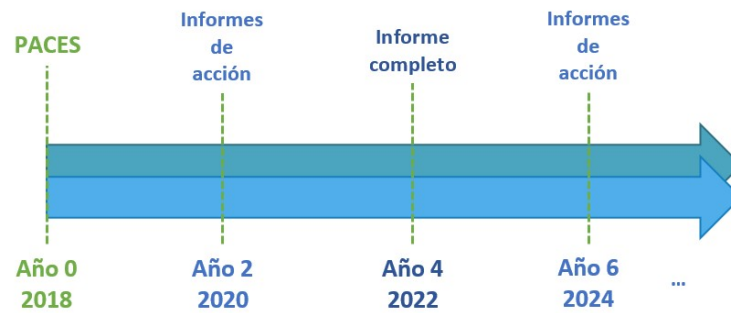 PACES
Informes
de
acción
Informe
completo
Informes
de
acción
Año 0
2018
Año 2
2020
Año 4
2022
Año 6
2024
...